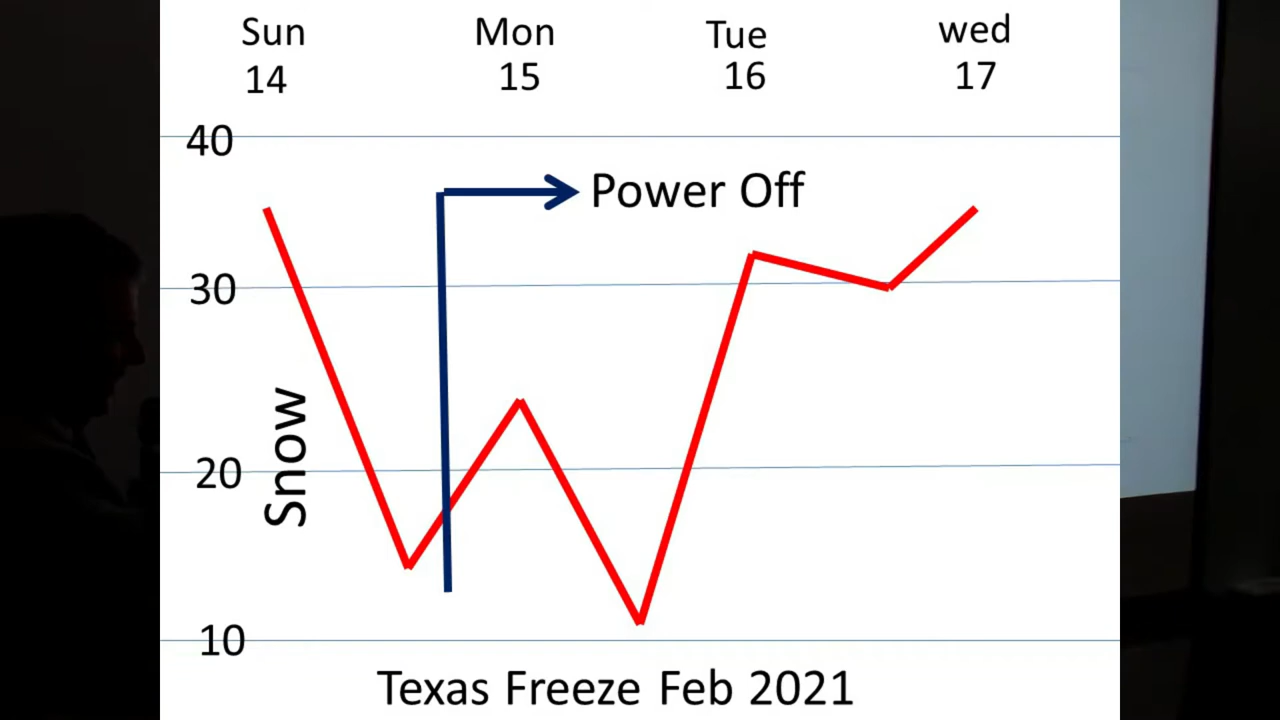 Sun Mon Tue wed
14 15 16 17
40
Power Off
30
Snow
20
10
Texas Freeze Feb 2021